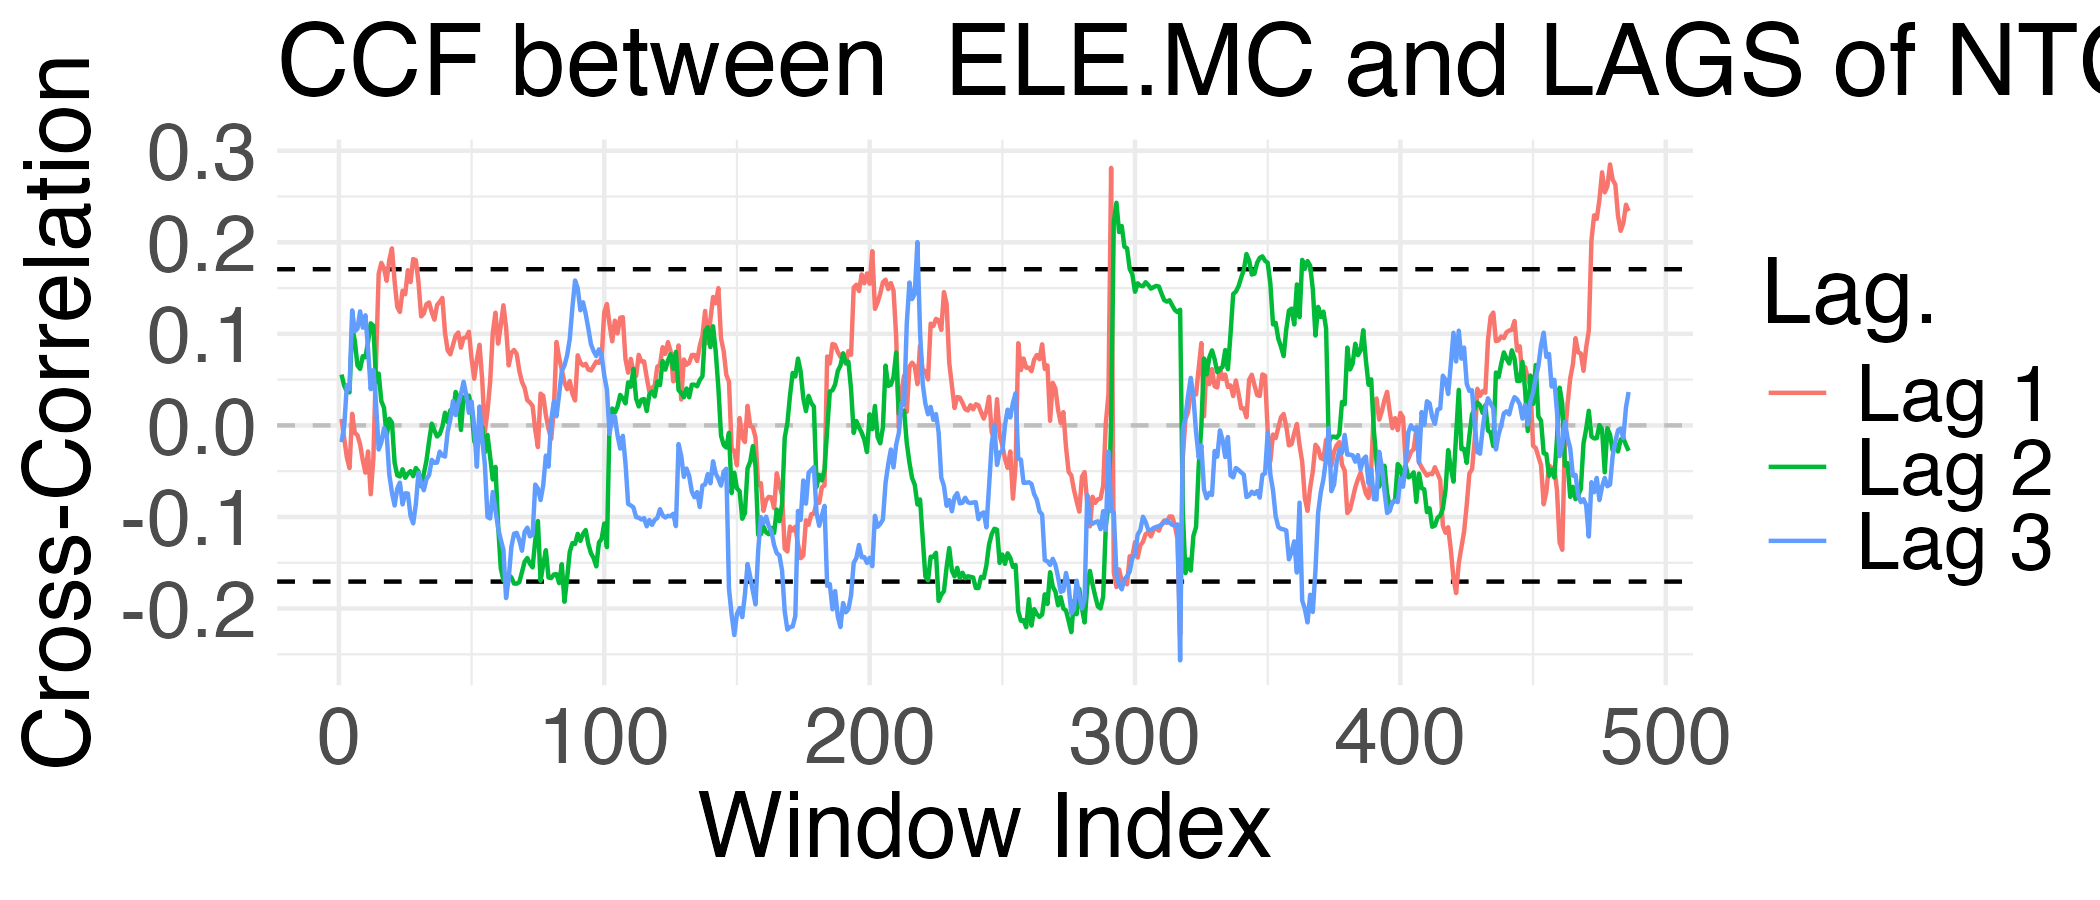 CCF between ELE.MC and LAGS of
Cross-Correlation
0.3
0.2
0.1
0.0
-0.1
-0.2
0 100 200 300 400 500
Window Index
Lag.
Lag 1
Lag 2
Lag 3